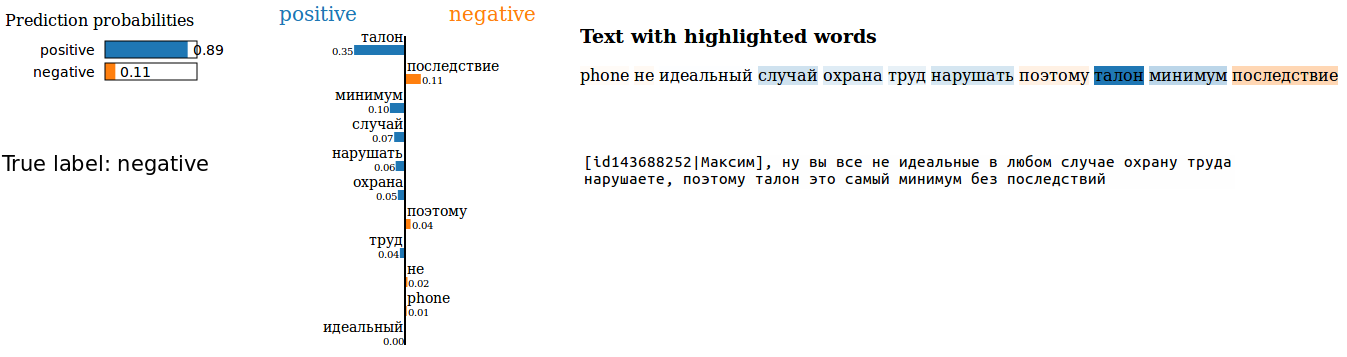 Prediction probabilities
positive 0.89
negative 0.11
True label: negative
positive negative
талон
0.35
последствие
0.11
минимум
0.10
случай
0.07
нарушать
0.06
охрана
0.05
поэтому
0.04
труд
0.04
не
0.02
phone
0.01
идеальный
0.00
Text with highlighted words
phone не идеальный случай охрана труд нарушать поэтому талон минимум последствие
[id143688252|Максим], ну вы все не идеальные в любом случае охрану труда
нарушаете, поэтому талон это самый минимум без последствий